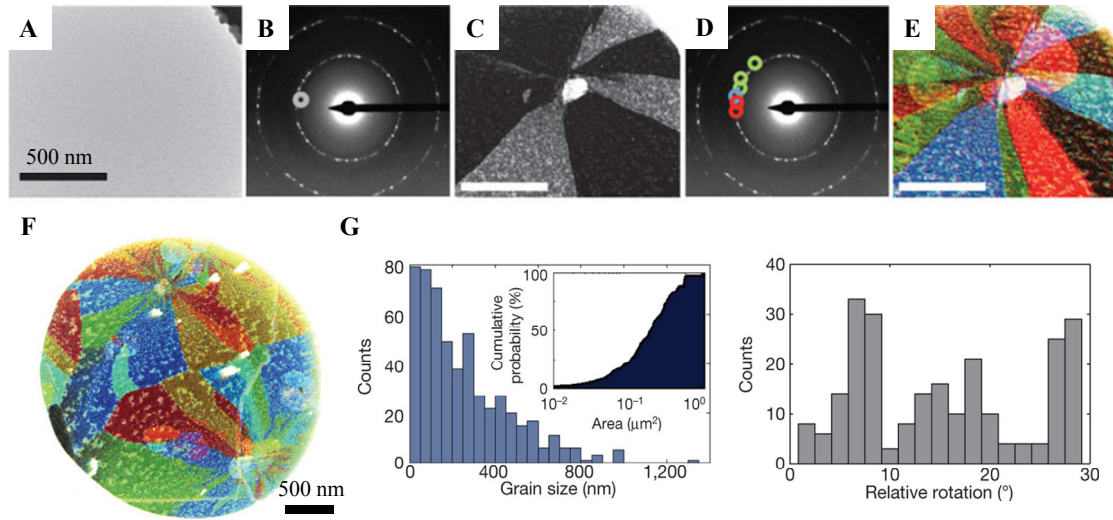 A
B
C
D
E
500 nm
F
G
500 nm
80
60
40
20
0
Counts
0
400
800
1,200
Grain size (nm)
100
50
0
Cumulative
probability (%)
10⁻²
10⁻¹
10⁰
Area (μm²)
40
30
20
10
0
Counts
0
10
20
30
Relative rotation (°)